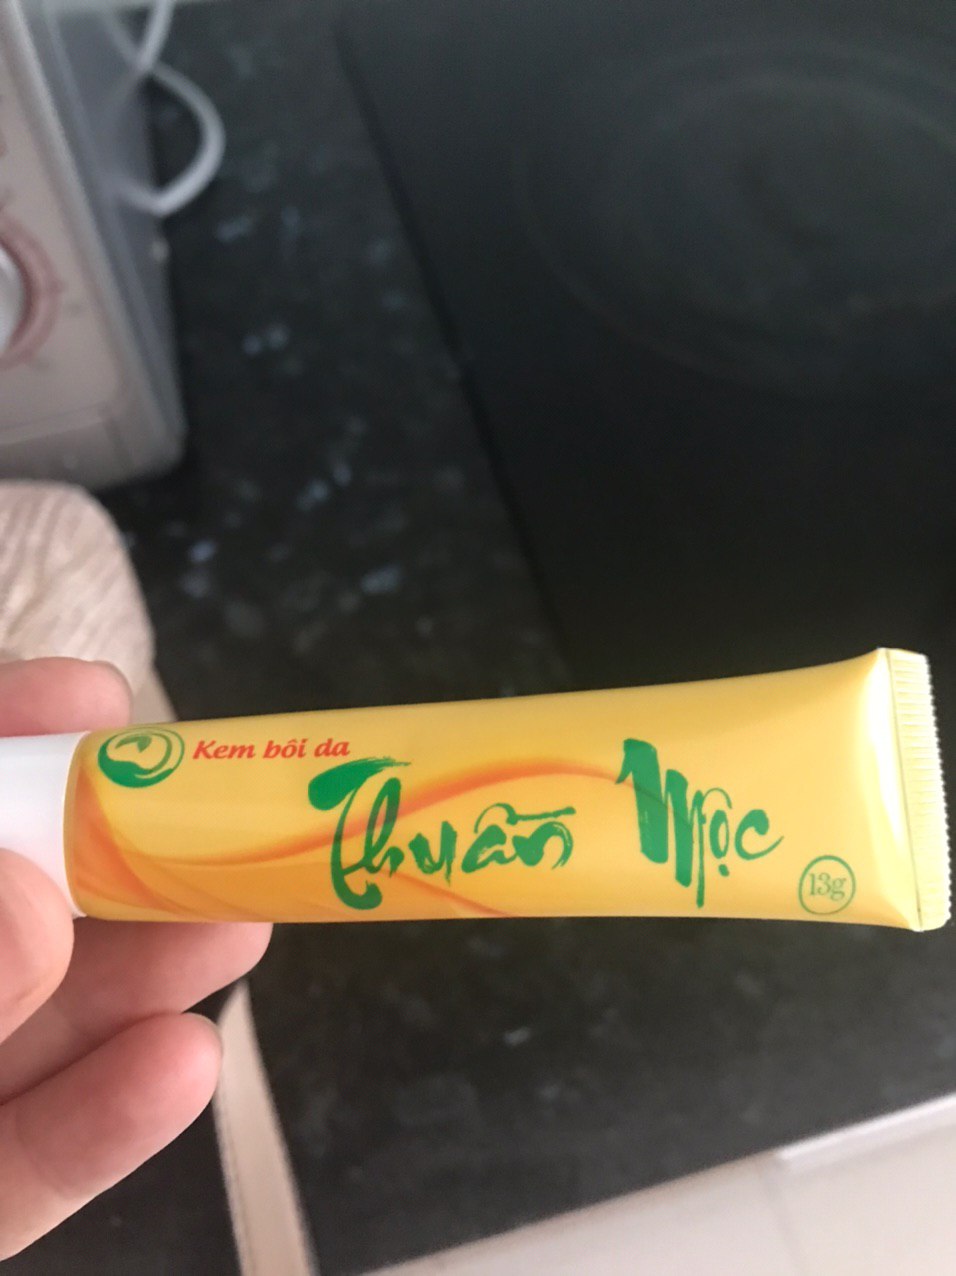 Kem bôi da
Thuần Mộc
13g